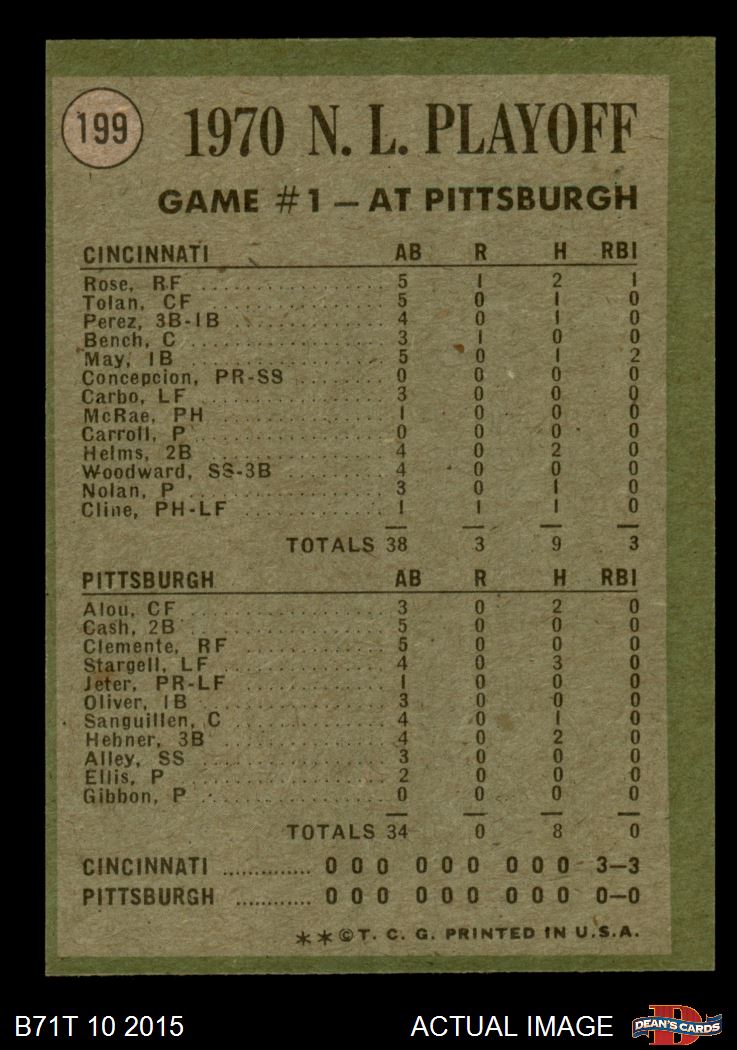 199
1970 N. L. PLAYOFF
GAME #1 — AT PITTSBURGH
CINCINNATI AB R H RBI
Rose, RF 5 1 2 1
Tolan, CF 5 0 1 0
Perez, 3B-1B 4 0 1 0
Bench, C 3 1 0 0
May, 1B 5 0 1 2
Concepcion, PR-SS 0 0 0 0
Carbo, LF 3 0 0 0
McRae, PH 1 0 0 0
Carroll, P 0 0 0 0
Helms, 2B 4 0 2 0
Woodward, SS-3B 4 0 0 0
Nolan, P 3 0 1 0
Cline, PH-LF 1 1 1 0
TOTALS 38 3 9 3
PITTSBURGH AB R H RBI
Alou, CF 3 0 2 0
Cash, 2B 5 0 0 0
Clemente, RF 5 0 0 0
Stargell, LF 4 0 3 0
Jeter, PR-LF 1 0 0 0
Oliver, 1B 3 0 0 0
Sanguillen, C 4 0 1 0
Hebner, 3B 4 0 2 0
Alley, SS 3 0 0 0
Ellis, P 2 0 0 0
Gibbon, P 0 0 0 0
TOTALS 34 0 8 0
CINCINNATI .............. 0 0 0 0 0 0 0 0 0 3—3
PITTSBURGH ............ 0 0 0 0 0 0 0 0 0 0—0
**©T. C. G. PRINTED IN U.S.A.
B71T 10 2015 ACTUAL IMAGE DEAN'S CARDS